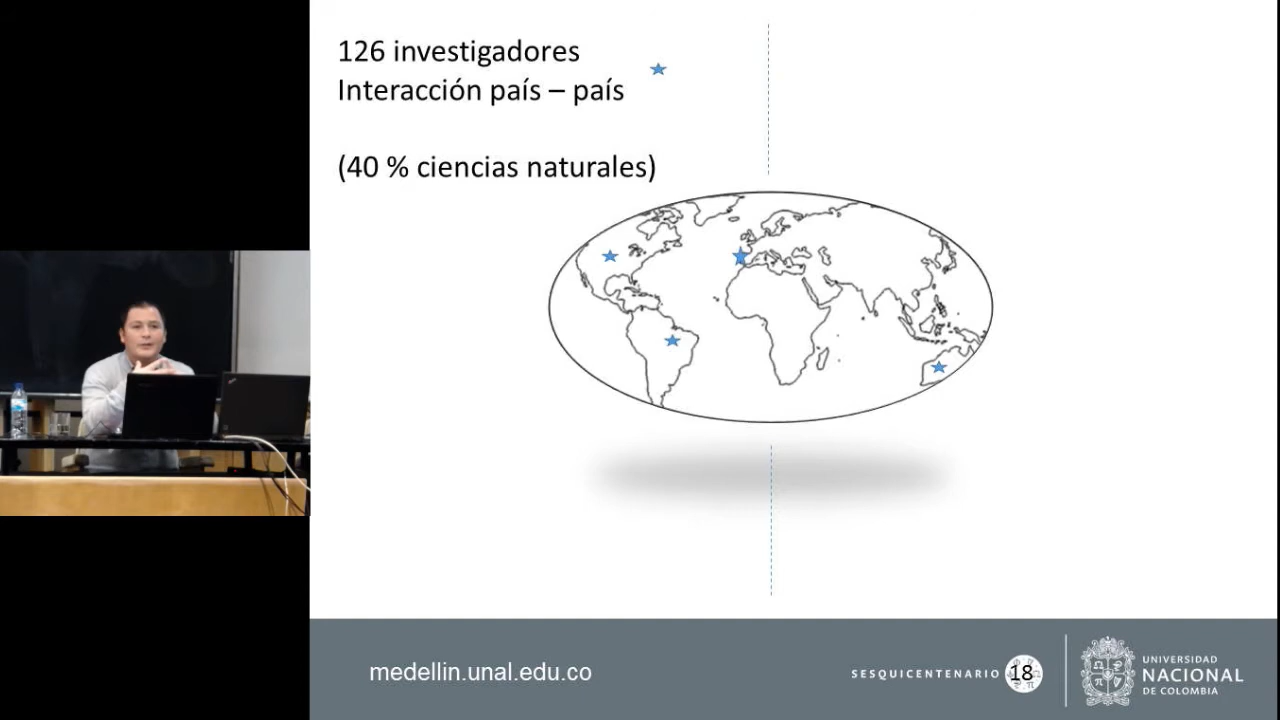 126 investigadores
Interacción país – país
(40 % ciencias naturales)
medellin.unal.edu.co
SESQUICENTENARIO
18
UNIVERSIDAD
NACIONAL
DE COLOMBIA